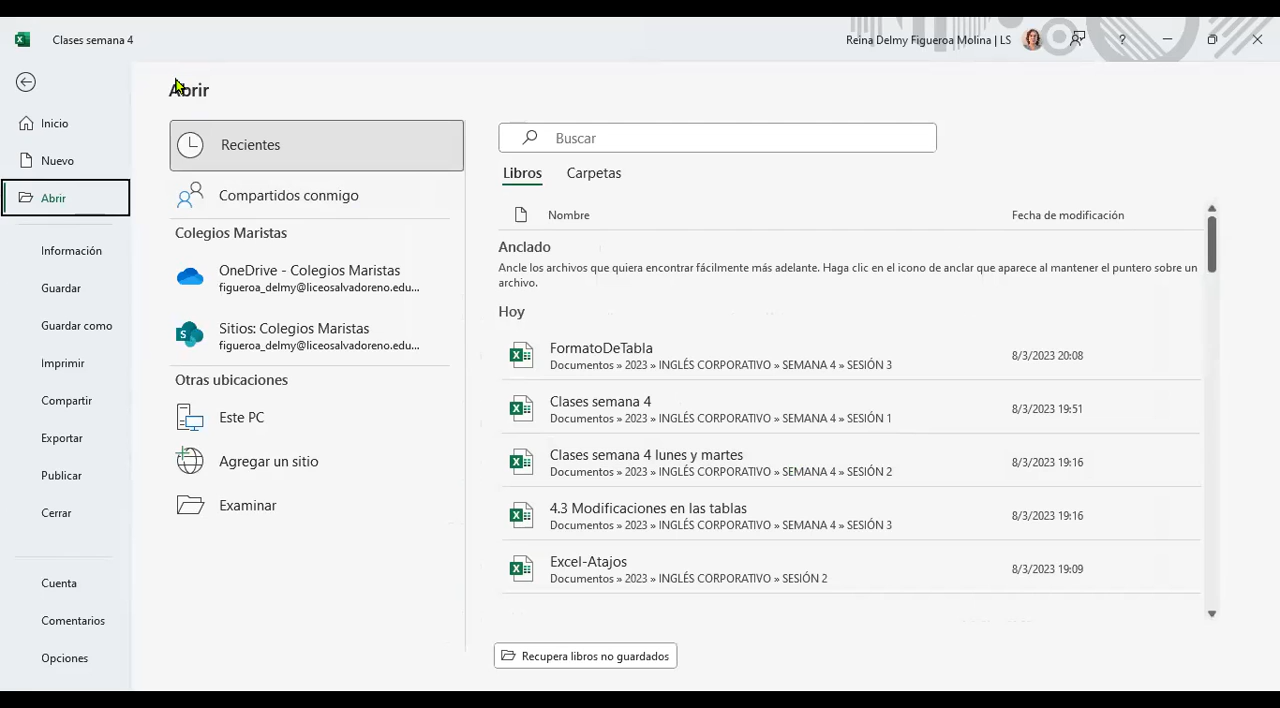 Clases semana 4
Reina Delmy Figueroa Molina | LS
?
Inicio
Nuevo
Abrir
Información
Guardar
Guardar como
Imprimir
Compartir
Exportar
Publicar
Cerrar
Cuenta
Comentarios
Opciones
Abrir
Recientes
Compartidos conmigo
Colegios Maristas
OneDrive - Colegios Maristas
figueroa_delmy@liceosalvadoreno.edu...
Sitios: Colegios Maristas
figueroa_delmy@liceosalvadoreno.edu...
Otras ubicaciones
Este PC
Agregar un sitio
Examinar
Buscar
Libros Carpetas
Nombre Fecha de modificación
Anclado
Ancle los archivos que quiera encontrar fácilmente más adelante. Haga clic en el icono de anclar que aparece al mantener el puntero sobre un
archivo.
Hoy
FormatoDeTabla
Documentos » 2023 » INGLÉS CORPORATIVO » SEMANA 4 » SESIÓN 3
8/3/2023 20:08
Clases semana 4
Documentos » 2023 » INGLÉS CORPORATIVO » SEMANA 4 » SESIÓN 1
8/3/2023 19:51
Clases semana 4 lunes y martes
Documentos » 2023 » INGLÉS CORPORATIVO » SEMANA 4 » SESIÓN 2
8/3/2023 19:16
4.3 Modificaciones en las tablas
Documentos » 2023 » INGLÉS CORPORATIVO » SEMANA 4 » SESIÓN 3
8/3/2023 19:16
Excel-Atajos
Documentos » 2023 » INGLÉS CORPORATIVO » SESIÓN 2
8/3/2023 19:09
Recupera libros no guardados